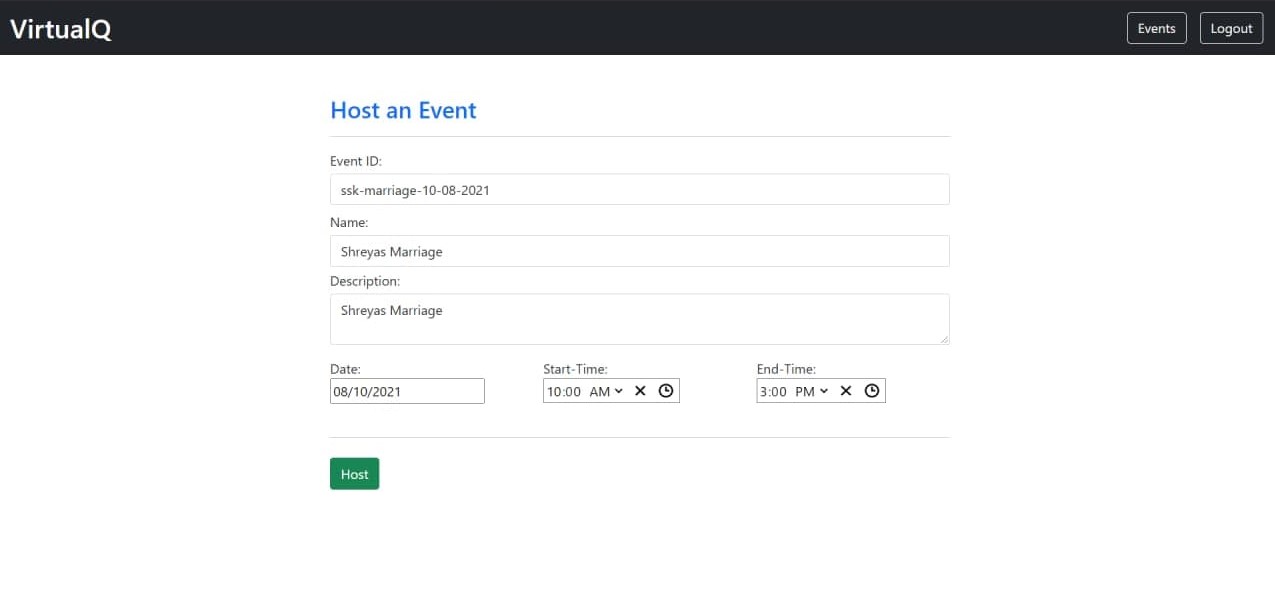 VirtualQ Events Logout
Host an Event
Event ID:
ssk-marriage-10-08-2021
Name:
Shreyas Marriage
Description:
Shreyas Marriage
Date: Start-Time: End-Time:
08/10/2021 10:00 AM 3:00 PM
Host